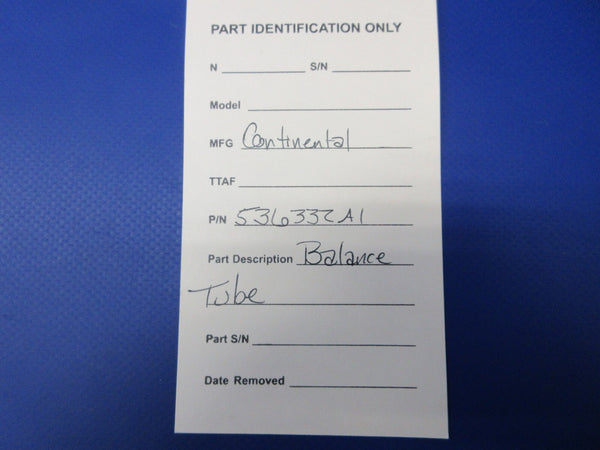 PART IDENTIFICATION ONLY
N S/N
Model
MFG Continental
TTAF
P/N 536332A1
Part Description Balance
Tube
Part S/N
Date Removed